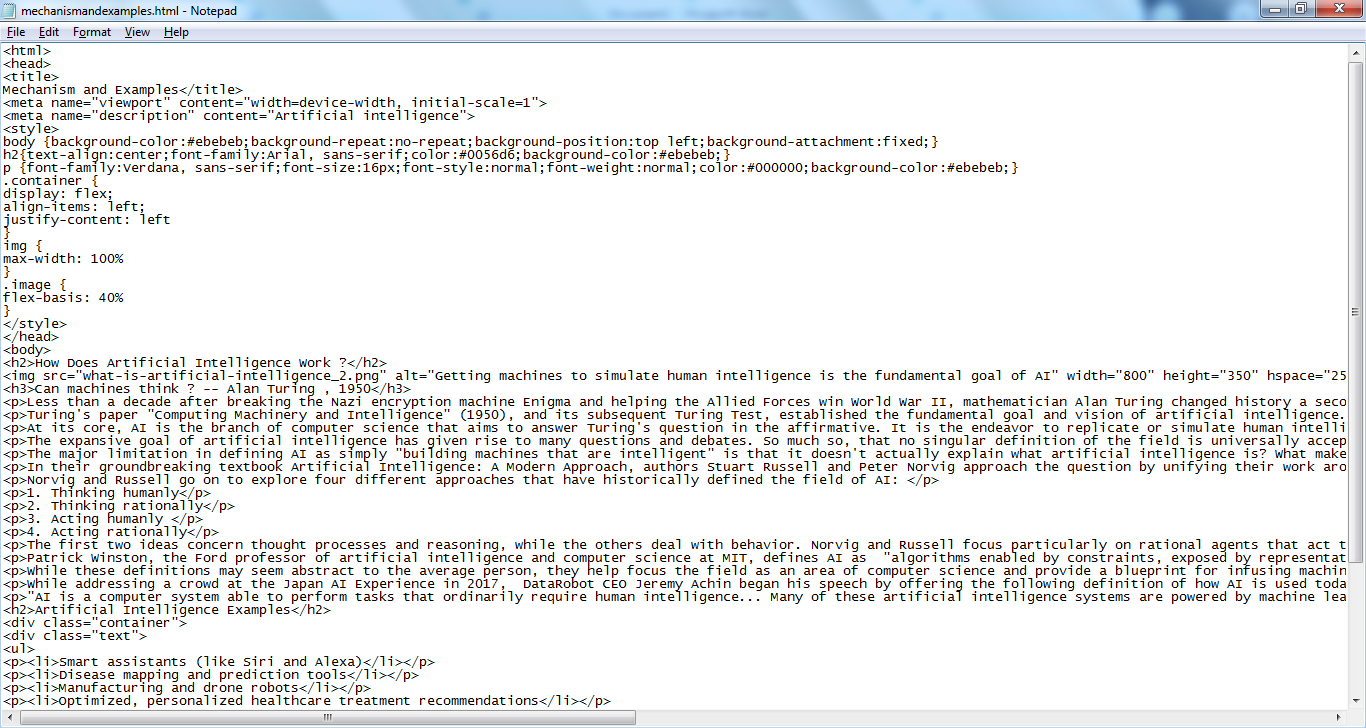 mechanismandexamples.html - Notepad
File Edit Format View Help
<html>
<head>
<title>
Mechanism and Examples</title>
<meta name="viewport" content="width=device-width, initial-scale=1">
<meta name="description" content="Artificial intelligence">
<style>
body {background-color:#ebebeb;background-repeat:no-repeat;background-position:top left;background-attachment:fixed;}
h2{text-align:center;font-family:Arial, sans-serif;color:#0056d6;background-color:#ebebeb;}
p {font-family:Verdana, sans-serif;font-size:16px;font-style:normal;font-weight:normal;color:#000000;background-color:#ebebeb;}
.container {
display: flex;
align-items: left;
justify-content: left
}
img {
max-width: 100%
}
.image {
flex-basis: 40%
}
</style>
</head>
<body>
<h2>How Does Artificial Intelligence Work ?</h2>
<img src="what-is-artificial-intelligence_2.png" alt="Getting machines to simulate human intelligence is the fundamental goal of AI" width="800" height="350" hspace="25
<h3>Can machines think ? -- Alan Turing , 1950</h3>
<p>Less than a decade after breaking the Nazi encryption machine Enigma and helping the Allied Forces win World War II, mathematician Alan Turing changed history a seco
<p>Turing's paper "Computing Machinery and Intelligence" (1950), and its subsequent Turing Test, established the fundamental goal and vision of artificial intelligence.
<p>At its core, AI is the branch of computer science that aims to answer Turing's question in the affirmative. It is the endeavor to replicate or simulate human intelli
<p>The expansive goal of artificial intelligence has given rise to many questions and debates. So much so, that no singular definition of the field is universally accep
<p>The major limitation in defining AI as simply "building machines that are intelligent" is that it doesn't actually explain what artificial intelligence is? What make
<p>In their groundbreaking textbook Artificial Intelligence: A Modern Approach, authors Stuart Russell and Peter Norvig approach the question by unifying their work aro
<p>Norvig and Russell go on to explore four different approaches that have historically defined the field of AI: </p>
<p>1. Thinking humanly</p>
<p>2. Thinking rationally</p>
<p>3. Acting humanly </p>
<p>4. Acting rationally</p>
<p>The first two ideas concern thought processes and reasoning, while the others deal with behavior. Norvig and Russell focus particularly on rational agents that act t
<p>Patrick Winston, the Ford professor of artificial intelligence and computer science at MIT, defines AI as  "algorithms enabled by constraints, exposed by representat
<p>While these definitions may seem abstract to the average person, they help focus the field as an area of computer science and provide a blueprint for infusing machin
<p>While addressing a crowd at the Japan AI Experience in 2017,  DataRobot CEO Jeremy Achin began his speech by offering the following definition of how AI is used toda
<p>"AI is a computer system able to perform tasks that ordinarily require human intelligence... Many of these artificial intelligence systems are powered by machine lea
<h2>Artificial Intelligence Examples</h2>
<div class="container">
<div class="text">
<ul>
<p><li>Smart assistants (like Siri and Alexa)</li></p>
<p><li>Disease mapping and prediction tools</li></p>
<p><li>Manufacturing and drone robots</li></p>
<p><li>Optimized, personalized healthcare treatment recommendations</li></p>